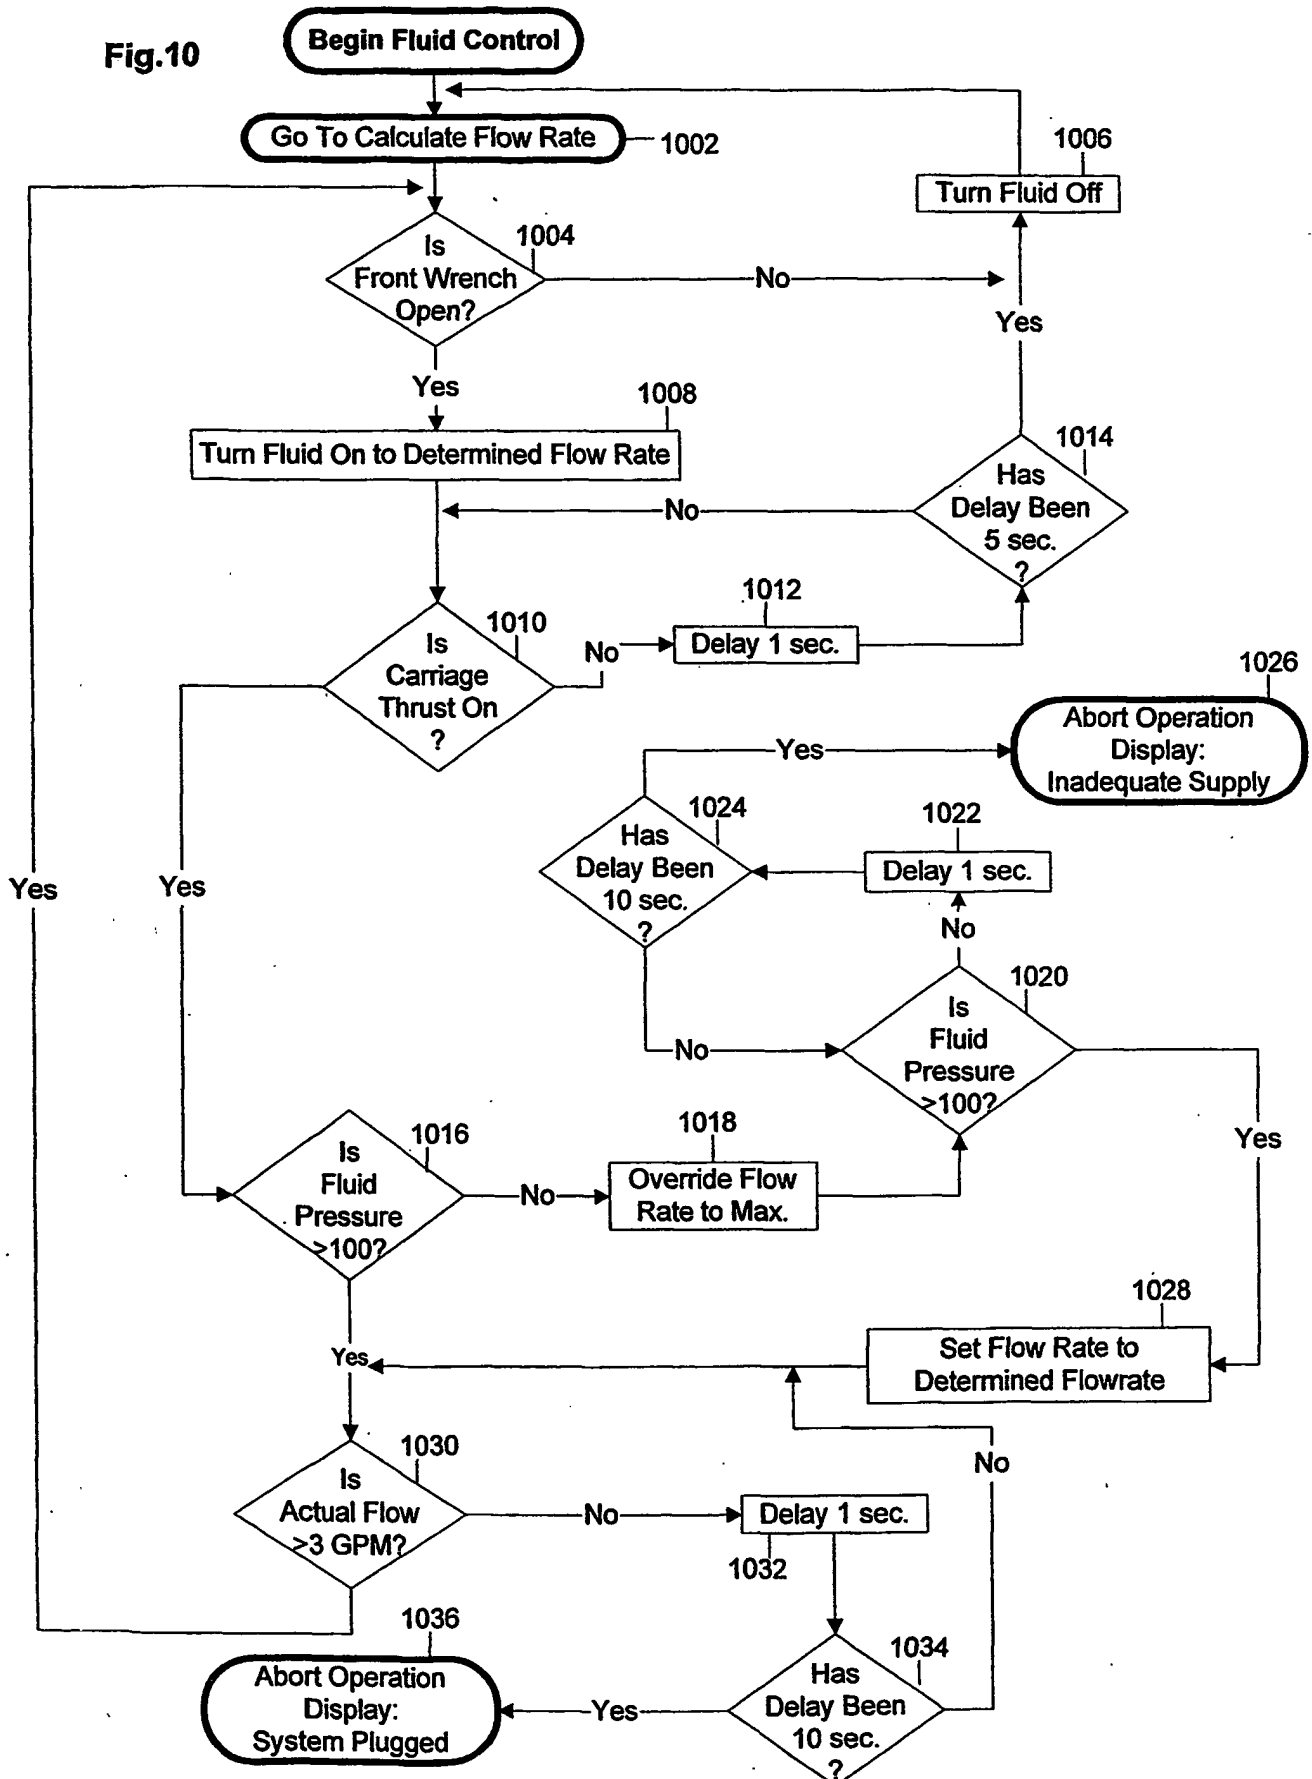 Fig.10
Begin Fluid Control
Go To Calculate Flow Rate
1002
1006
Turn Fluid Off
1004
Is
Front Wrench
Open?
No
Yes
Yes
1008
Turn Fluid On to Determined Flow Rate
1014
Has
Delay Been
5 sec.
?
No
1012
Delay 1 sec.
1010
Is
Carriage
Thrust On
?
No
1026
Abort Operation
Display:
Inadequate Supply
Yes
1024
Has
Delay Been
10 sec.
?
1022
Delay 1 sec.
Yes
Yes
No
1020
Is
Fluid
Pressure
>100?
No
Yes
1016
Is
Fluid
Pressure
>100?
No
1018
Override Flow
Rate to Max.
1028
Set Flow Rate to
Determined Flowrate
Yes
1030
Is
Actual Flow
>3 GPM?
No
Delay 1 sec.
1032
No
1036
Abort Operation
Display:
System Plugged
Yes
1034
Has
Delay Been
10 sec.
?